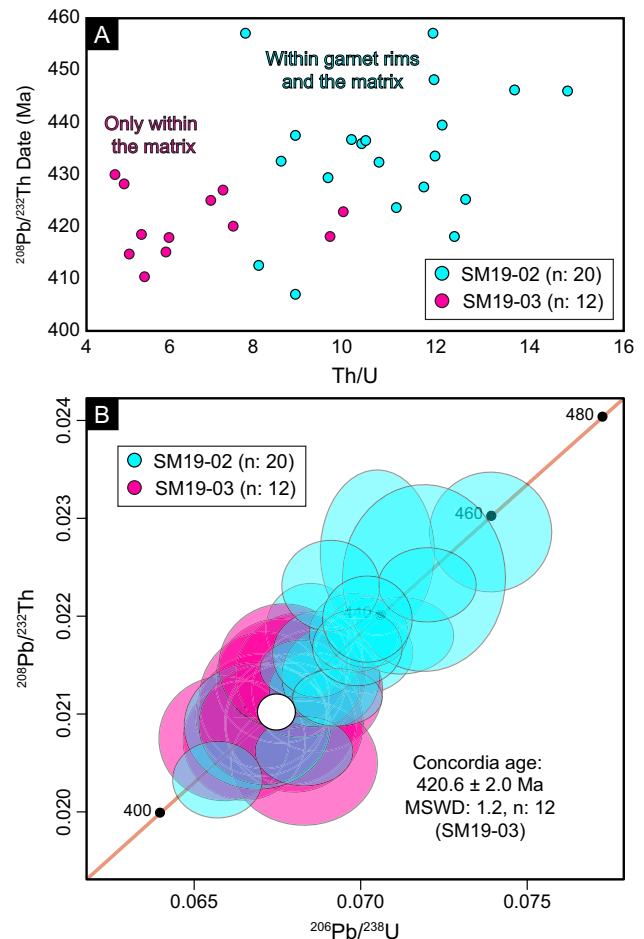 A
460
450
440
430
420
410
400
208Pb/232Th Date (Ma)
Within garnet rims
and the matrix
Only within
the matrix
SM19-02 (n: 20)
SM19-03 (n: 12)
4
6
8
10
12
14
16
Th/U
B
0.024
0.023
0.022
0.021
0.020
208Pb/232Th
SM19-02 (n: 20)
SM19-03 (n: 12)
480
460
440
400
Concordia age:
420.6 ± 2.0 Ma
MSWD: 1.2, n: 12
(SM19-03)
0.065
0.070
0.075
206Pb/238U